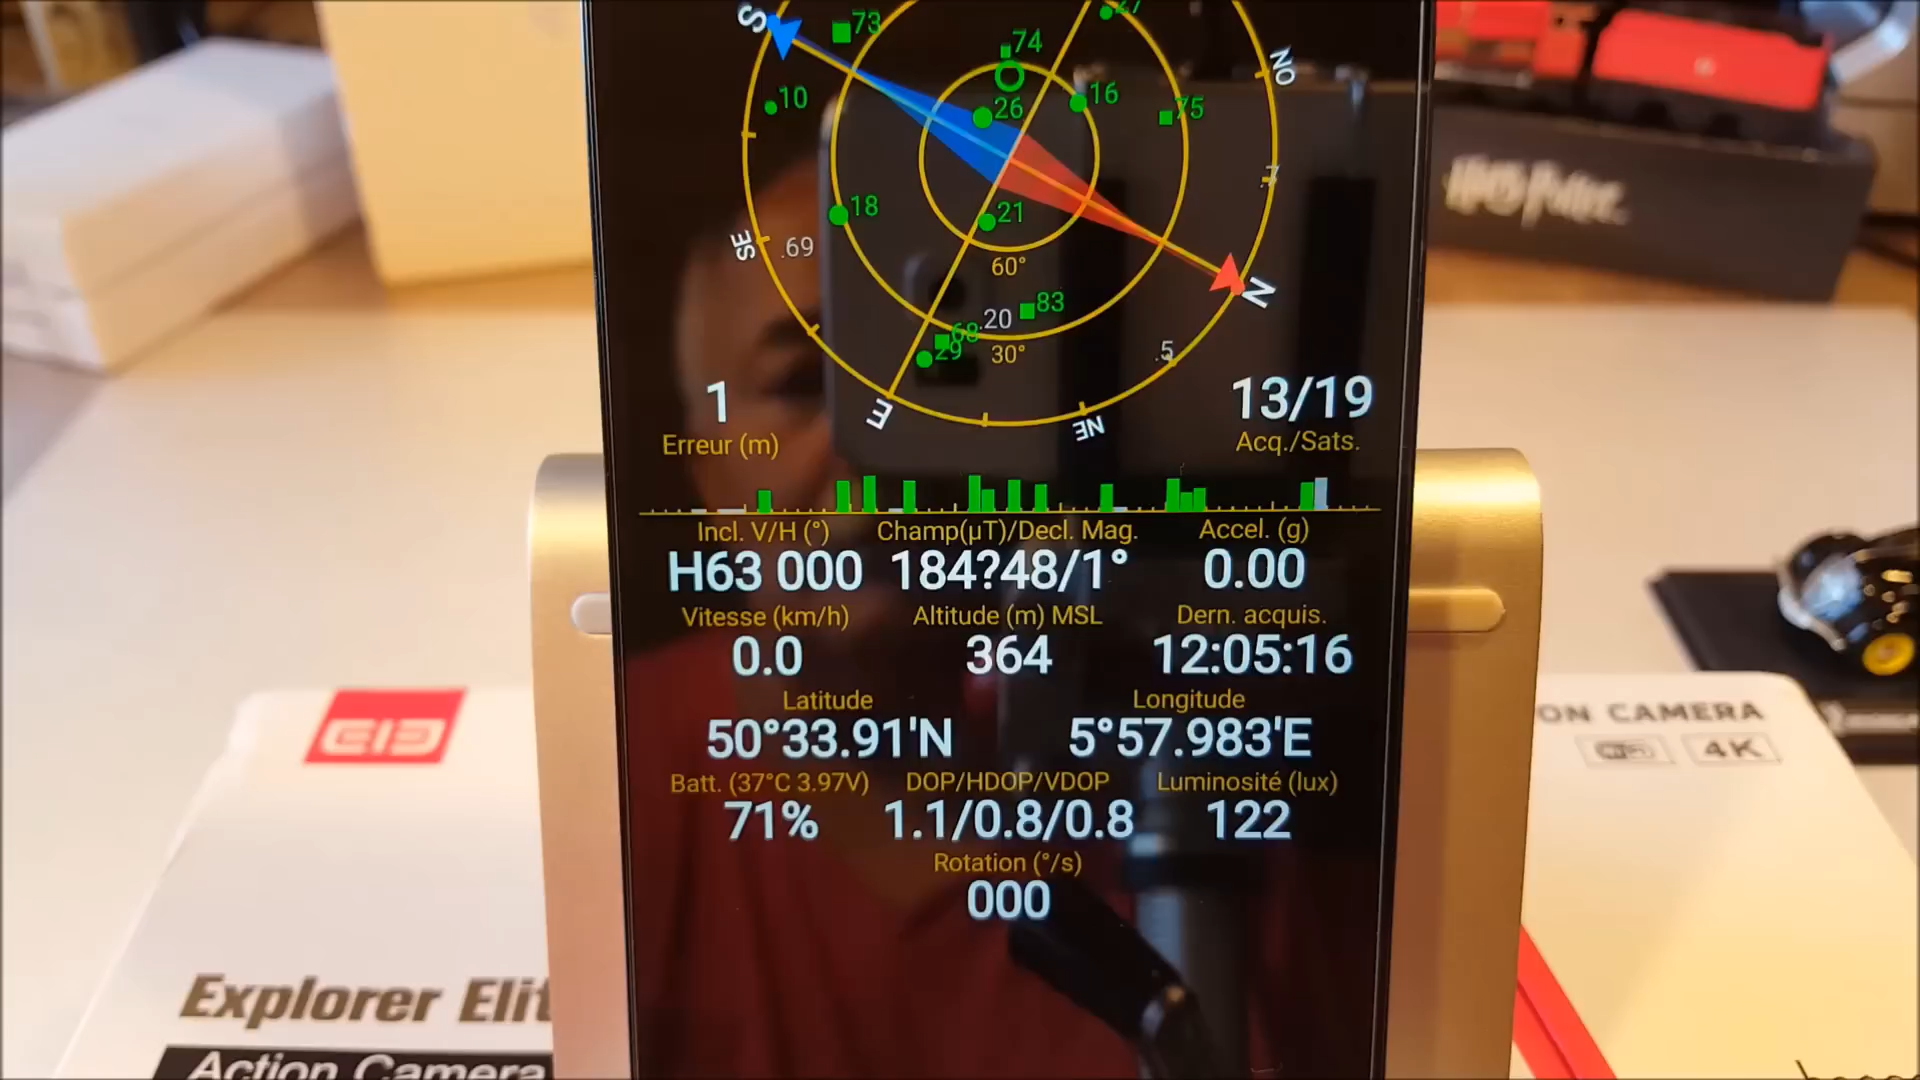 27
S
73
74
NO
10
26
16
75
18
21
SE
.69
60°
N
.20
83
68
29
30°
.5
1
13/19
E
NE
Erreur (m)
Acq./Sats.
Incl. V/H (°) Champ(µT)/Decl. Mag. Accel. (g)
H63 000 184?48/1° 0.00
Vitesse (km/h) Altitude (m) MSL Dern. acquis.
0.0 364 12:05:16
Latitude Longitude
50°33.91'N 5°57.983'E
Batt. (37°C 3.97V) DOP/HDOP/VDOP Luminosité (lux)
71% 1.1/0.8/0.8 122
Rotation (°/s)
000
ON CAMERA
WiFi 4K
Explorer Elit
Action Camera